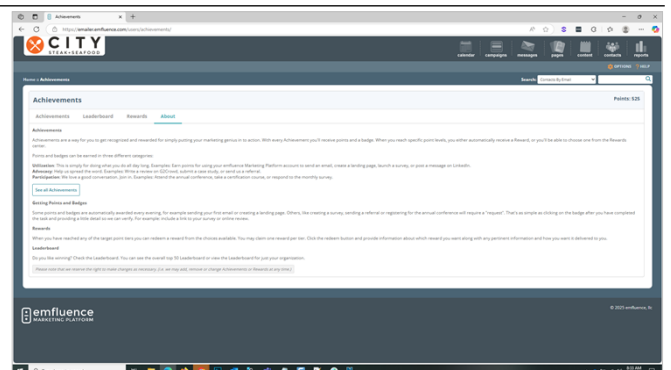 Achievements
https://emailer.emfluence.com/users/achievements/
CITY
STEAK+SEAFOOD
calendar
campaigns
messages
pages
content
contacts
reports
OPTIONS
HELP
Home > Achievements
Search: Contacts By Email
Achievements
Points: 525
Achievements Leaderboard Rewards About
Achievements
Achievements are a way for you to get recognized and rewarded for simply putting your marketing genius in to action. With every Achievement you'll receive points and a badge. When you reach specific point levels, you either automatically receive a Reward, or you'll be able to choose one from the Rewards
center.
Points and badges can be earned in three different categories:
Utilization: This is simply for doing what you do all day long. Examples: Earn points for using your emfluence Marketing Platform account to send an email, create a landing page, launch a survey, or post a message on LinkedIn.
Advocacy: Help us spread the word. Examples: Write a review on G2Crowd, submit a case study, or send us a referral.
Participation: We love a good conversation. Join in. Examples: Attend the annual conference, take a certification course, or respond to the monthly survey.
See all Achievements
Getting Points and Badges
Some points and badges are automatically awarded every evening, for example sending your first email or creating a landing page. Others, like creating a survey, sending a referral or registering for the annual conference will require a "request". That's as simple as clicking on the badge after you have completed
the task and providing a little detail so we can verify. For example include a link to your survey or online review.
Rewards
When you have reached any of the target point tiers you can redeem a reward from the choices available. You may claim one reward per tier. Click the redeem button and provide information about which reward you want along with any pertinent information and how you want it delivered to you.
Leaderboard
Do you like winning? Check the Leaderboard. You can see the overall top 50 Leaderboard or view the Leaderboard for just your organization.
Please note that we reserve the right to make changes as necessary. (i.e. we may add, remove or change Achievements or Rewards at any time.)
emfluence
MARKETING PLATFORM
© 2025 emfluence, llc
8:33 AM